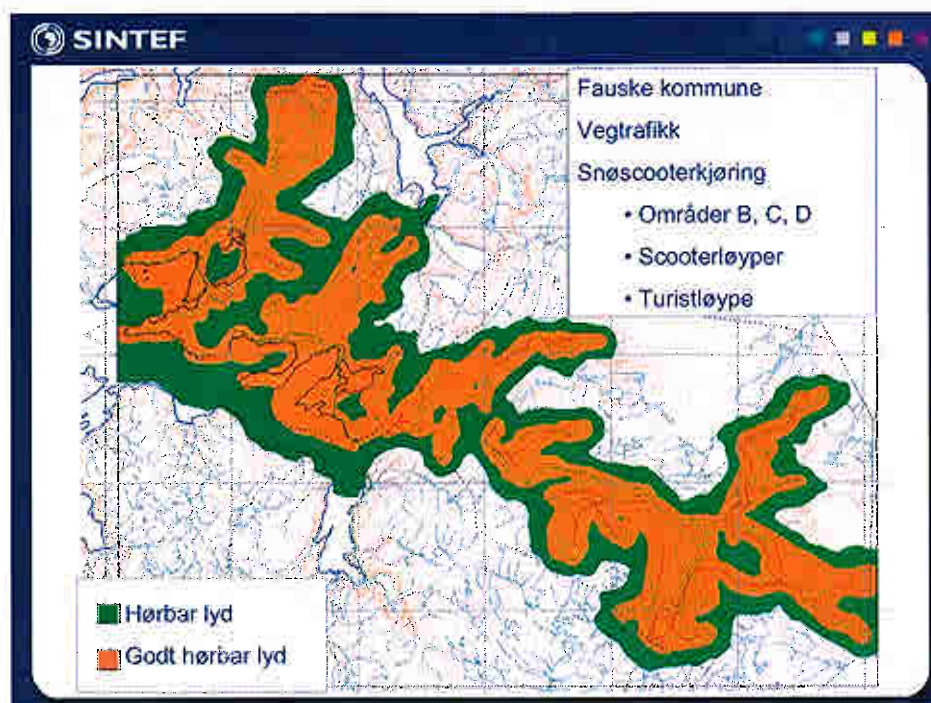 SINTEF
Fauske kommune
Vegtrafikk
Snøscooterkjøring
• Områder B, C, D
• Scooterløyper
• Turistløype
Hørbar lyd
Godt hørbar lyd